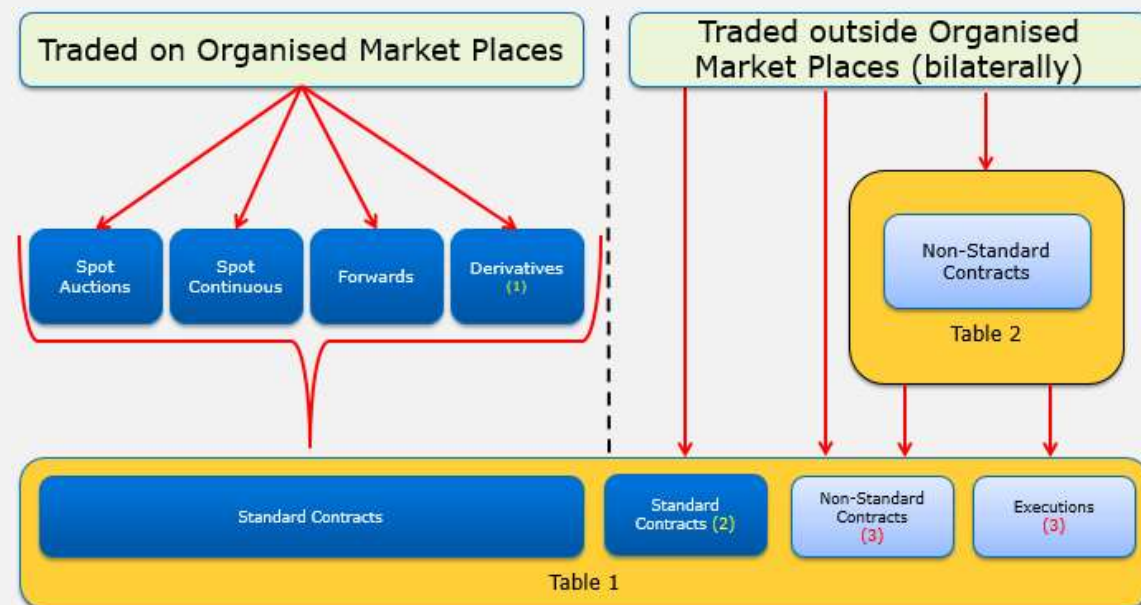 Traded on Organised Market Places
Traded outside Organised
Market Places (bilaterally)
Spot
Auctions
Spot
Continuous
Forwards
Derivatives
(1)
Non-Standard
Contracts
Table 2
Standard Contracts
Standard
Contracts (2)
Non-Standard
Contracts
(3)
Executions
(3)
Table 1